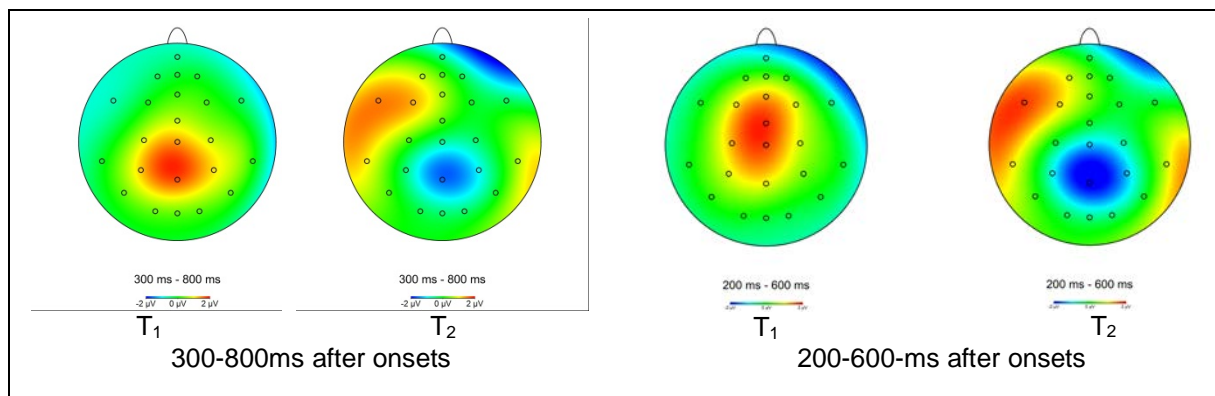 300 ms - 800 ms
-2 µV 0 µV 2 µV
300 ms - 800 ms
-2 µV 0 µV 2 µV
200 ms - 600 ms
200 ms - 600 ms
T₁
T₂
T₁
T₂
300-800ms after onsets
200-600-ms after onsets